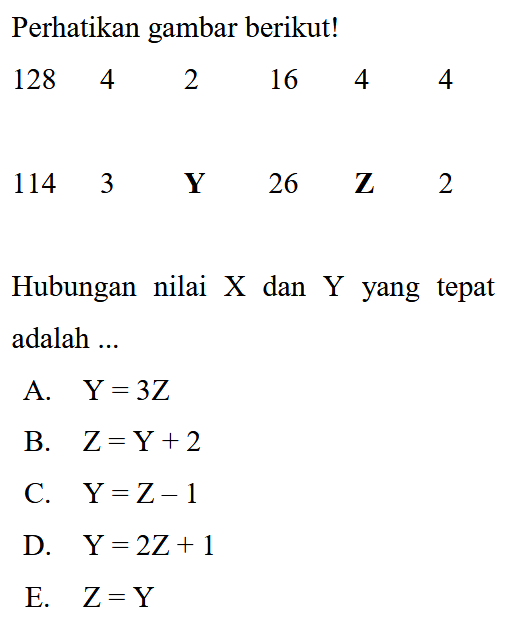 Perhatikan gambar berikut!
128 4 2 16 4 4
114 3 Y 26 Z 2
Hubungan nilai X dan Y yang tepat
adalah ...
A. Y = 3Z
B. Z = Y + 2
C. Y = Z – 1
D. Y = 2Z + 1
E. Z = Y